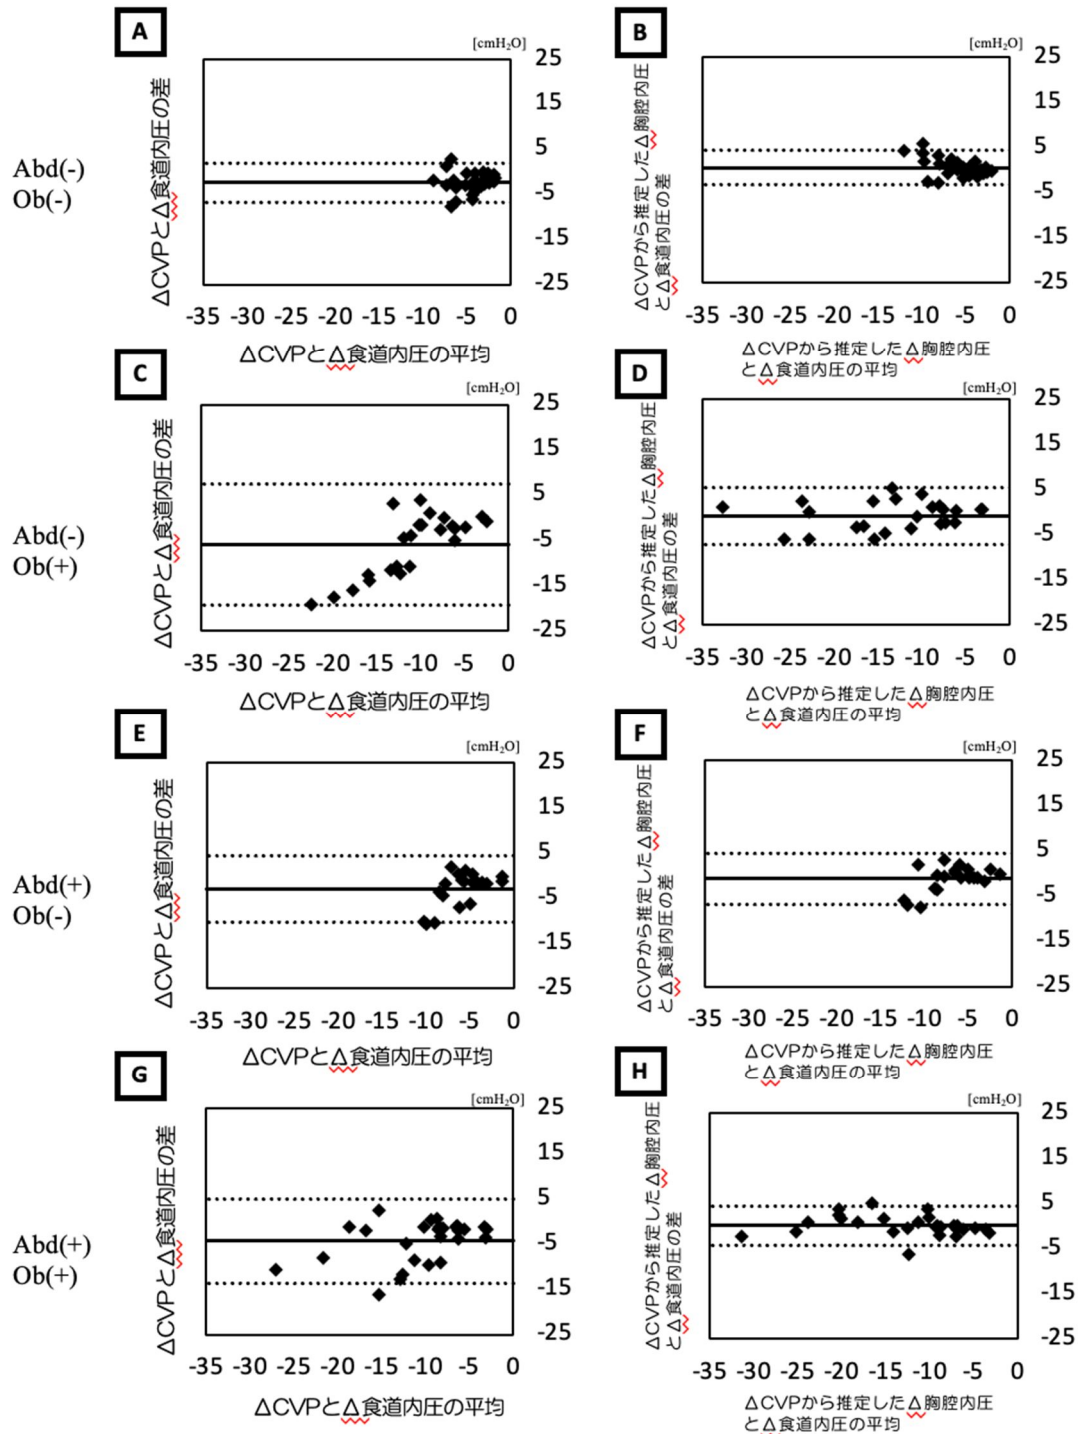 A
[cmH2O]
25
15
5
-5
-15
-25
-35 -30 -25 -20 -15 -10 -5 0
ΔCVPとΔ食道内圧の差
ΔCVPとΔ食道内圧の平均
Abd(-)
Ob(-)
B
[cmH2O]
25
15
5
-5
-15
-25
-35 -30 -25 -20 -15 -10 -5 0
ΔCVPから推定したΔ胸腔内圧
とΔ食道内圧の差
ΔCVPから推定したΔ胸腔内圧
とΔ食道内圧の平均
C
[cmH2O]
25
15
5
-5
-15
-25
-35 -30 -25 -20 -15 -10 -5 0
ΔCVPとΔ食道内圧の差
ΔCVPとΔ食道内圧の平均
Abd(-)
Ob(+)
D
[cmH2O]
25
15
5
-5
-15
-25
-35 -30 -25 -20 -15 -10 -5 0
ΔCVPから推定したΔ胸腔内圧
とΔ食道内圧の差
ΔCVPから推定したΔ胸腔内圧
とΔ食道内圧の平均
E
[cmH2O]
25
15
5
-5
-15
-25
-35 -30 -25 -20 -15 -10 -5 0
ΔCVPとΔ食道内圧の差
ΔCVPとΔ食道内圧の平均
Abd(+)
Ob(-)
F
[cmH2O]
25
15
5
-5
-15
-25
-35 -30 -25 -20 -15 -10 -5 0
ΔCVPから推定したΔ胸腔内圧
とΔ食道内圧の差
ΔCVPから推定したΔ胸腔内圧
とΔ食道内圧の平均
G
[cmH2O]
25
15
5
-5
-15
-25
-35 -30 -25 -20 -15 -10 -5 0
ΔCVPとΔ食道内圧の差
ΔCVPとΔ食道内圧の平均
Abd(+)
Ob(+)
H
[cmH2O]
25
15
5
-5
-15
-25
-35 -30 -25 -20 -15 -10 -5 0
ΔCVPから推定したΔ胸腔内圧
とΔ食道内圧の差
ΔCVPから推定したΔ胸腔内圧
とΔ食道内圧の平均